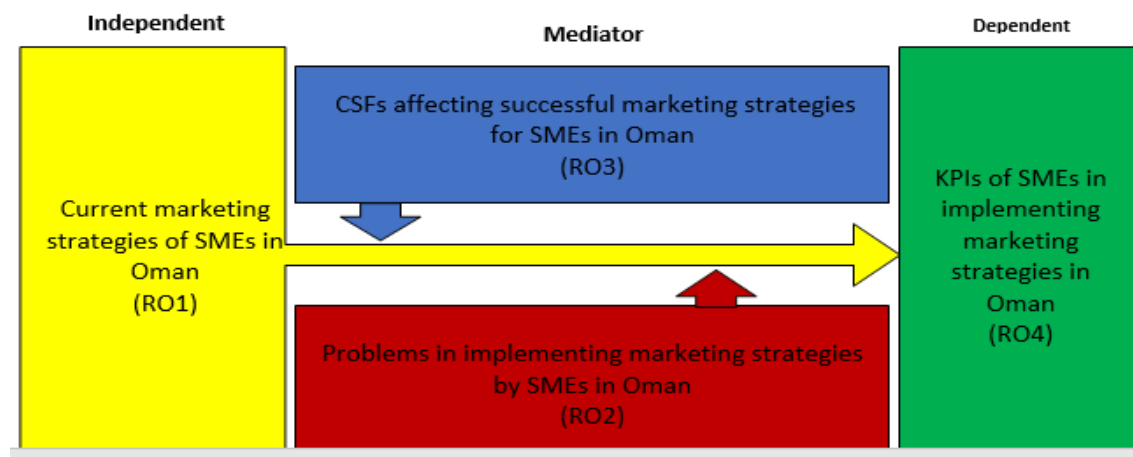 Independent
Mediator
Dependent
Current marketing
strategies of SMEs in
Oman
(RO1)
CSFs affecting successful marketing strategies
for SMEs in Oman
(RO3)
Problems in implementing marketing strategies
by SMEs in Oman
(RO2)
KPIs of SMEs in
implementing
marketing
strategies in
Oman
(RO4)